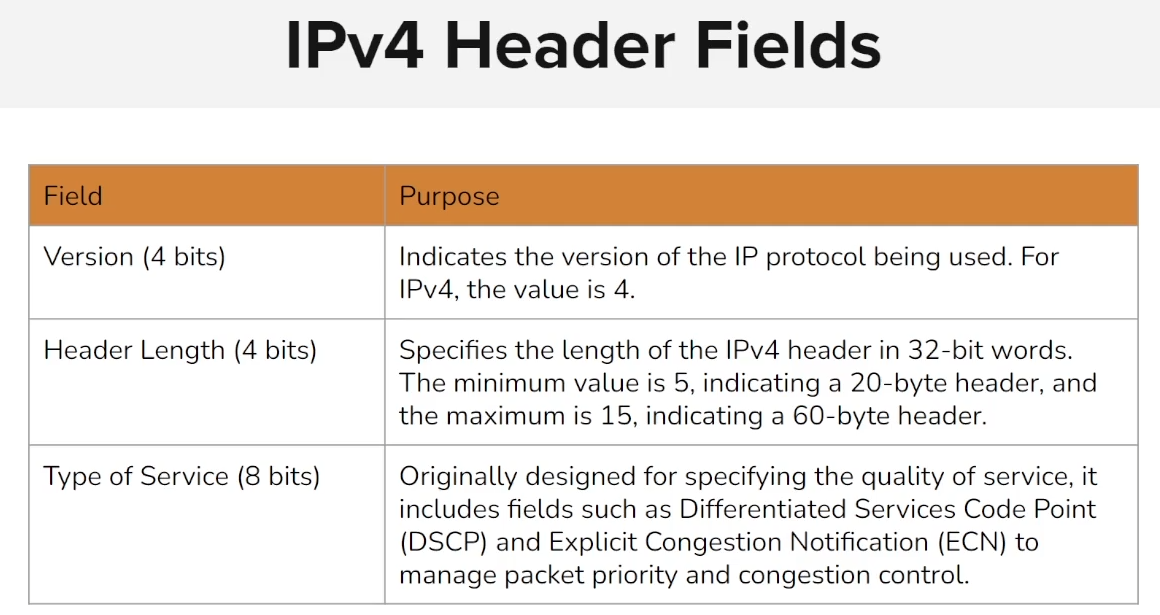 IPv4 Header Fields
Field
Purpose
Version (4 bits)
Indicates the version of the IP protocol being used. For
IPv4, the value is 4.
Header Length (4 bits)
Specifies the length of the IPv4 header in 32-bit words.
The minimum value is 5, indicating a 20-byte header, and
the maximum is 15, indicating a 60-byte header.
Type of Service (8 bits)
Originally designed for specifying the quality of service, it
includes fields such as Differentiated Services Code Point
(DSCP) and Explicit Congestion Notification (ECN) to
manage packet priority and congestion control.